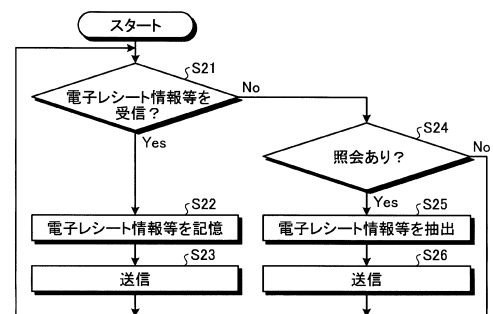 スタート
S21
電子レシート情報等を
受信？
No
Yes
S24
照会あり？
No
Yes
S22
電子レシート情報等を記憶
S25
電子レシート情報等を抽出
S23
送信
S26
送信